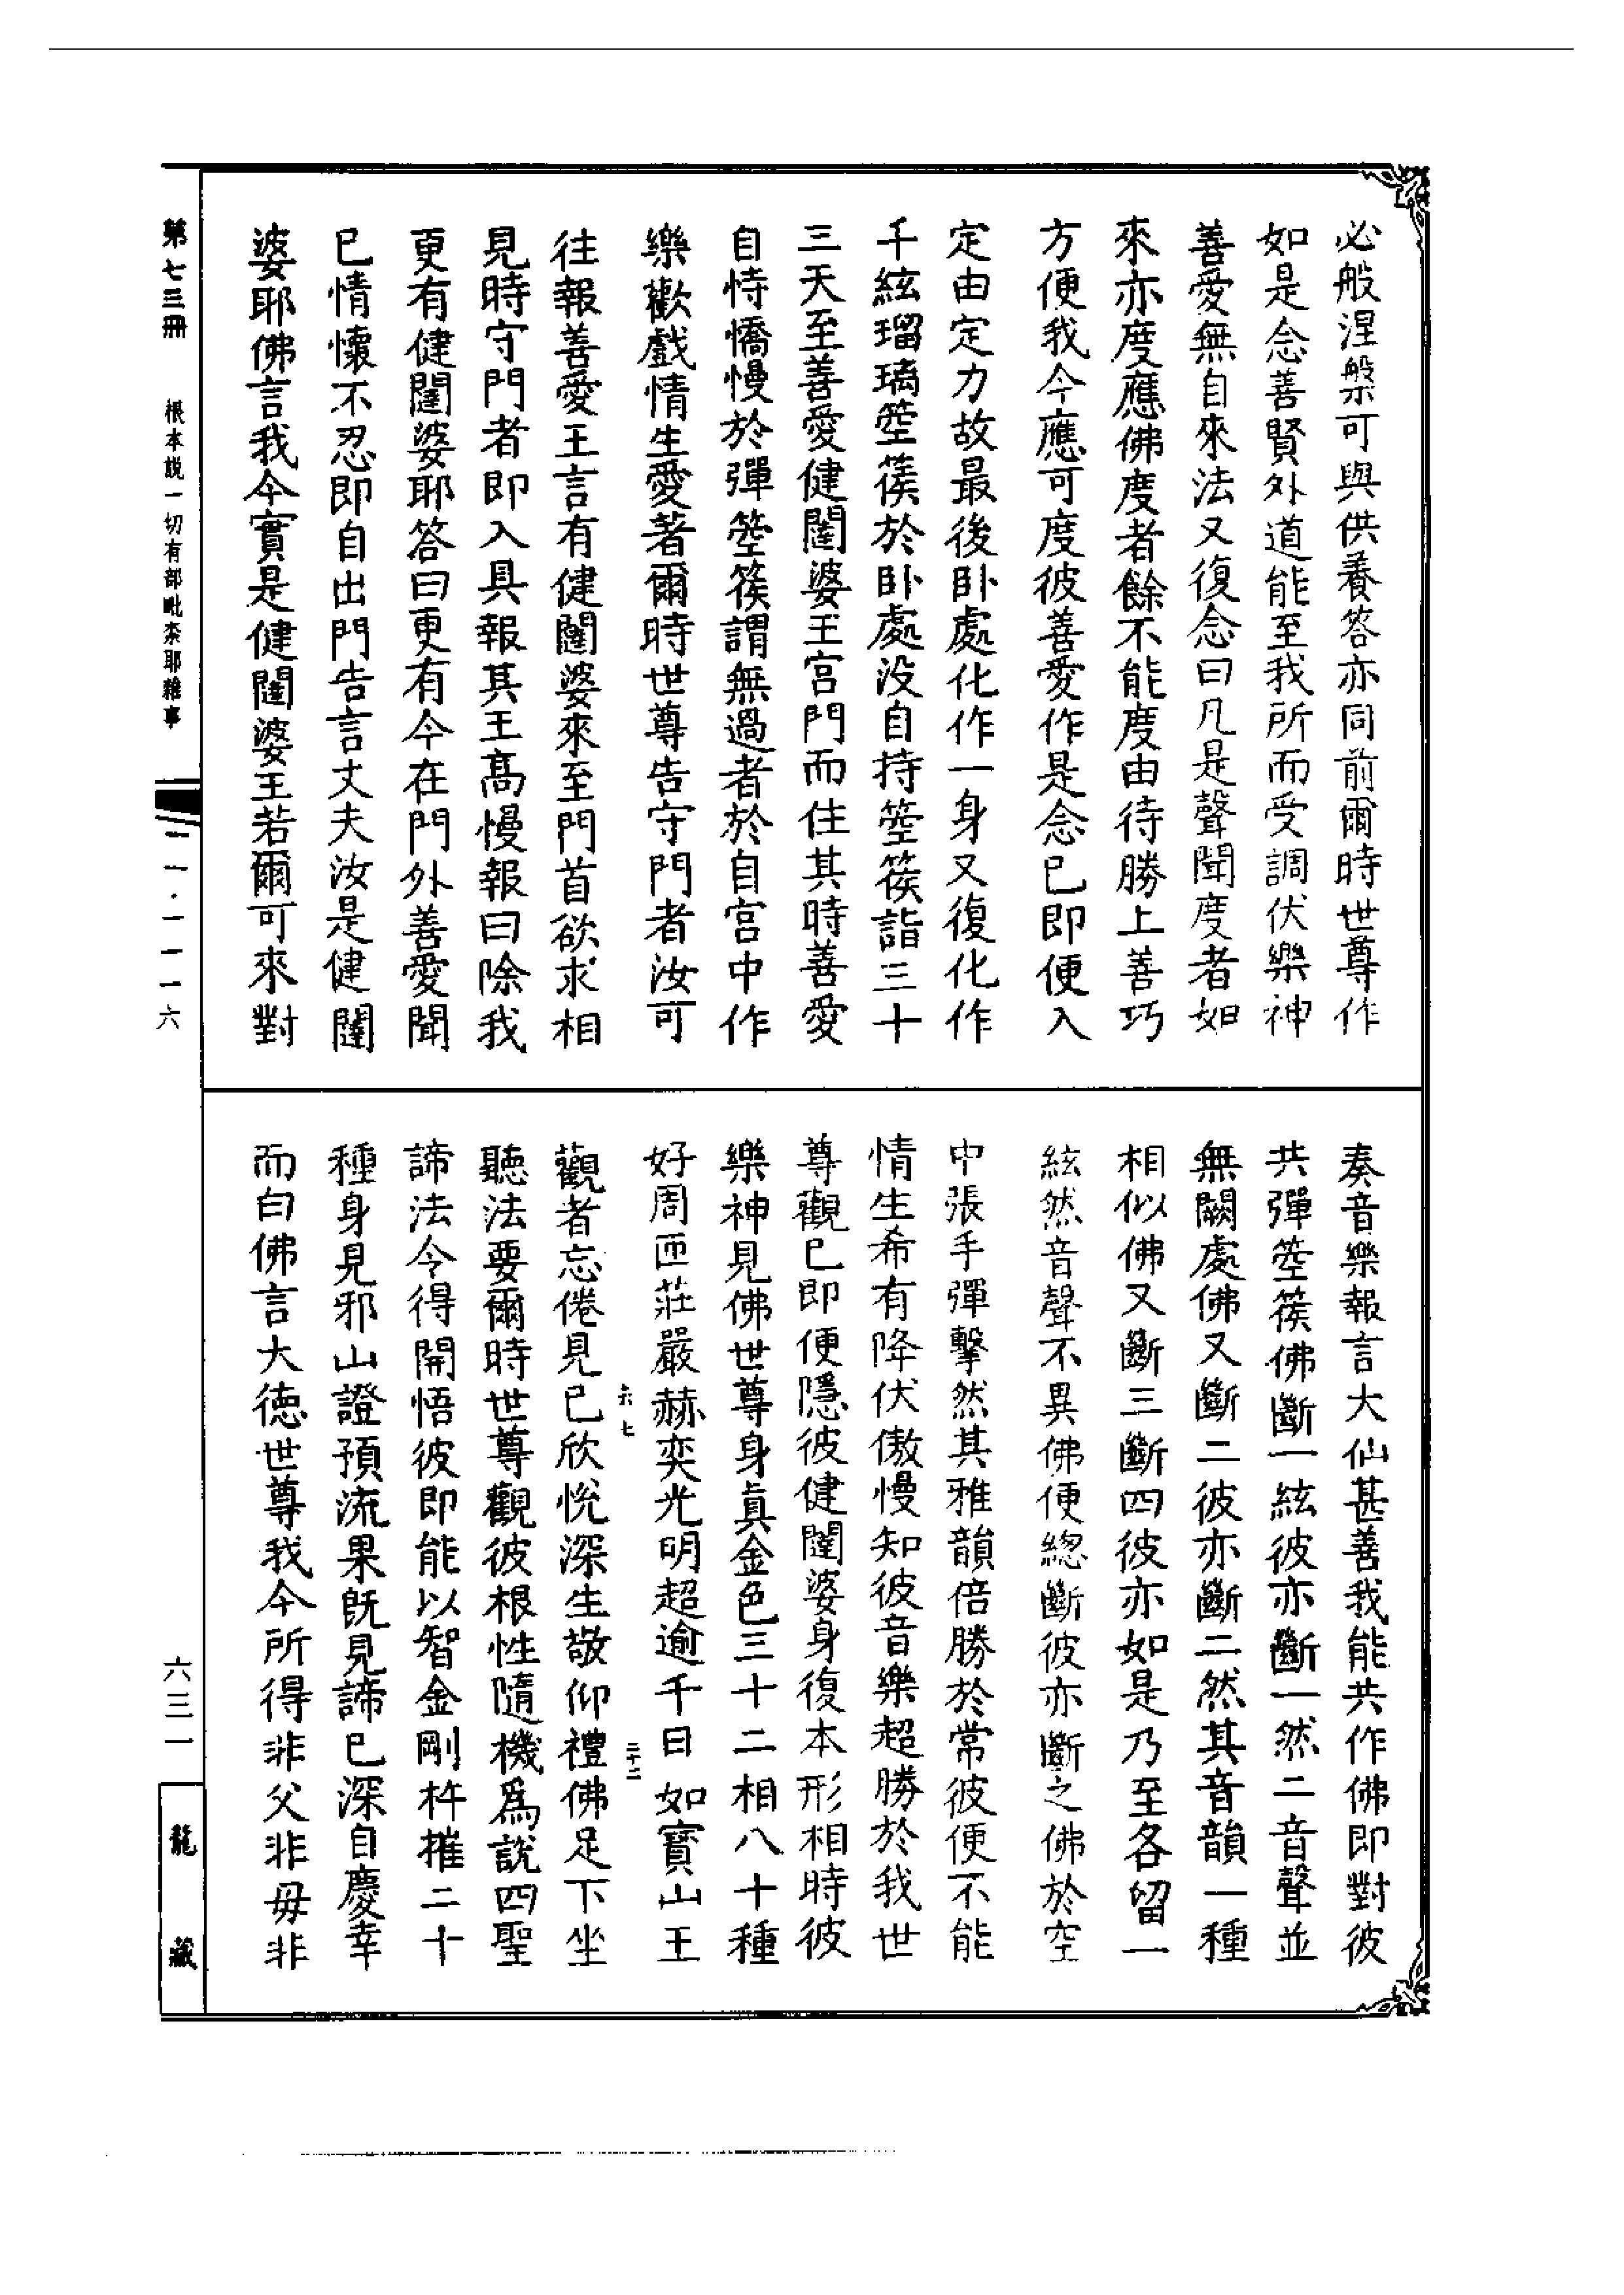 必般涅槃可與供養答亦同前爾時世尊作
如是念善賢外道能至我所而受調伏樂神
善愛無自來法又復念曰凡是聲聞度者如
來亦度應佛度者餘不能度由待勝上善巧
方便我今應可度彼善愛作是念已即便入
定由定力故最後卧處化作一身又復化作
千絃瑠璃箜篌於卧處没自持箜篌詣三十
三天至善愛健闥婆王宫門而住其時善愛
自恃憍慢於彈箜篌謂無過者於自宫中作
樂歡戲情生愛著爾時世尊告守門者汝可
往報善愛王言有健闥婆來至門首欲求相
見時守門者即入具報其王高慢報曰除我
更有健闥婆耶答曰更有今在門外善愛聞
已情懷不忍即自出門告言丈夫汝是健闥
婆耶佛言我今實是健闥婆王若爾可來對
奏音樂報言大仙甚善我能共作佛即對彼
共彈箜篌佛斷一絃彼亦斷一然二音聲並
無闕處佛又斷二彼亦斷二然其音韻一種
相似佛又斷三斷四彼亦如是乃至各留一
絃然音聲不異佛便總斷彼亦斷之佛於空
中張手彈擊然其雅韻倍勝於常彼便不能
情生希有降伏傲慢知彼音樂超勝於我世
尊觀已即便隱彼健闥婆身復本形相時彼
樂神見佛世尊身真金色三十二相八十種
好周匝莊嚴赫奕光明超逾千日如寶山王
六七
二十二
觀者忘倦見已欣悅深生敬仰禮佛足下坐
聽法要爾時世尊觀彼根性隨機為說四聖
諦法令得開悟彼即能以智金剛杵摧二十
種身見邪山證預流果既見諦已深自慶幸
而白佛言大德世尊我今所得非父非母非
第七三冊
根本説一切有部毗柰耶雜事
一一·一一一六
六三一
龍藏